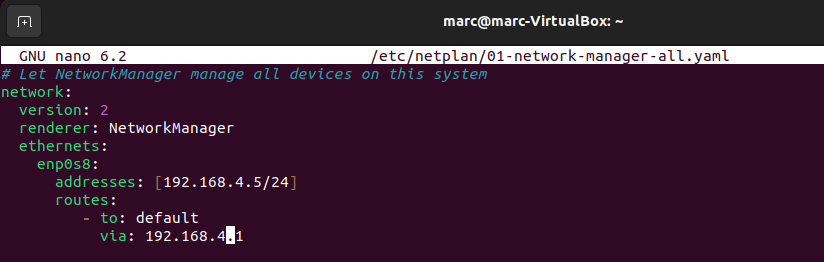 marc@marc-VirtualBox: ~
GNU nano 6.2 /etc/netplan/01-network-manager-all.yaml
# Let NetworkManager manage all devices on this system
network:
  version: 2
  renderer: NetworkManager
  ethernets:
    enp0s8:
      addresses: [192.168.4.5/24]
      routes:
         - to: default
           via: 192.168.4.1